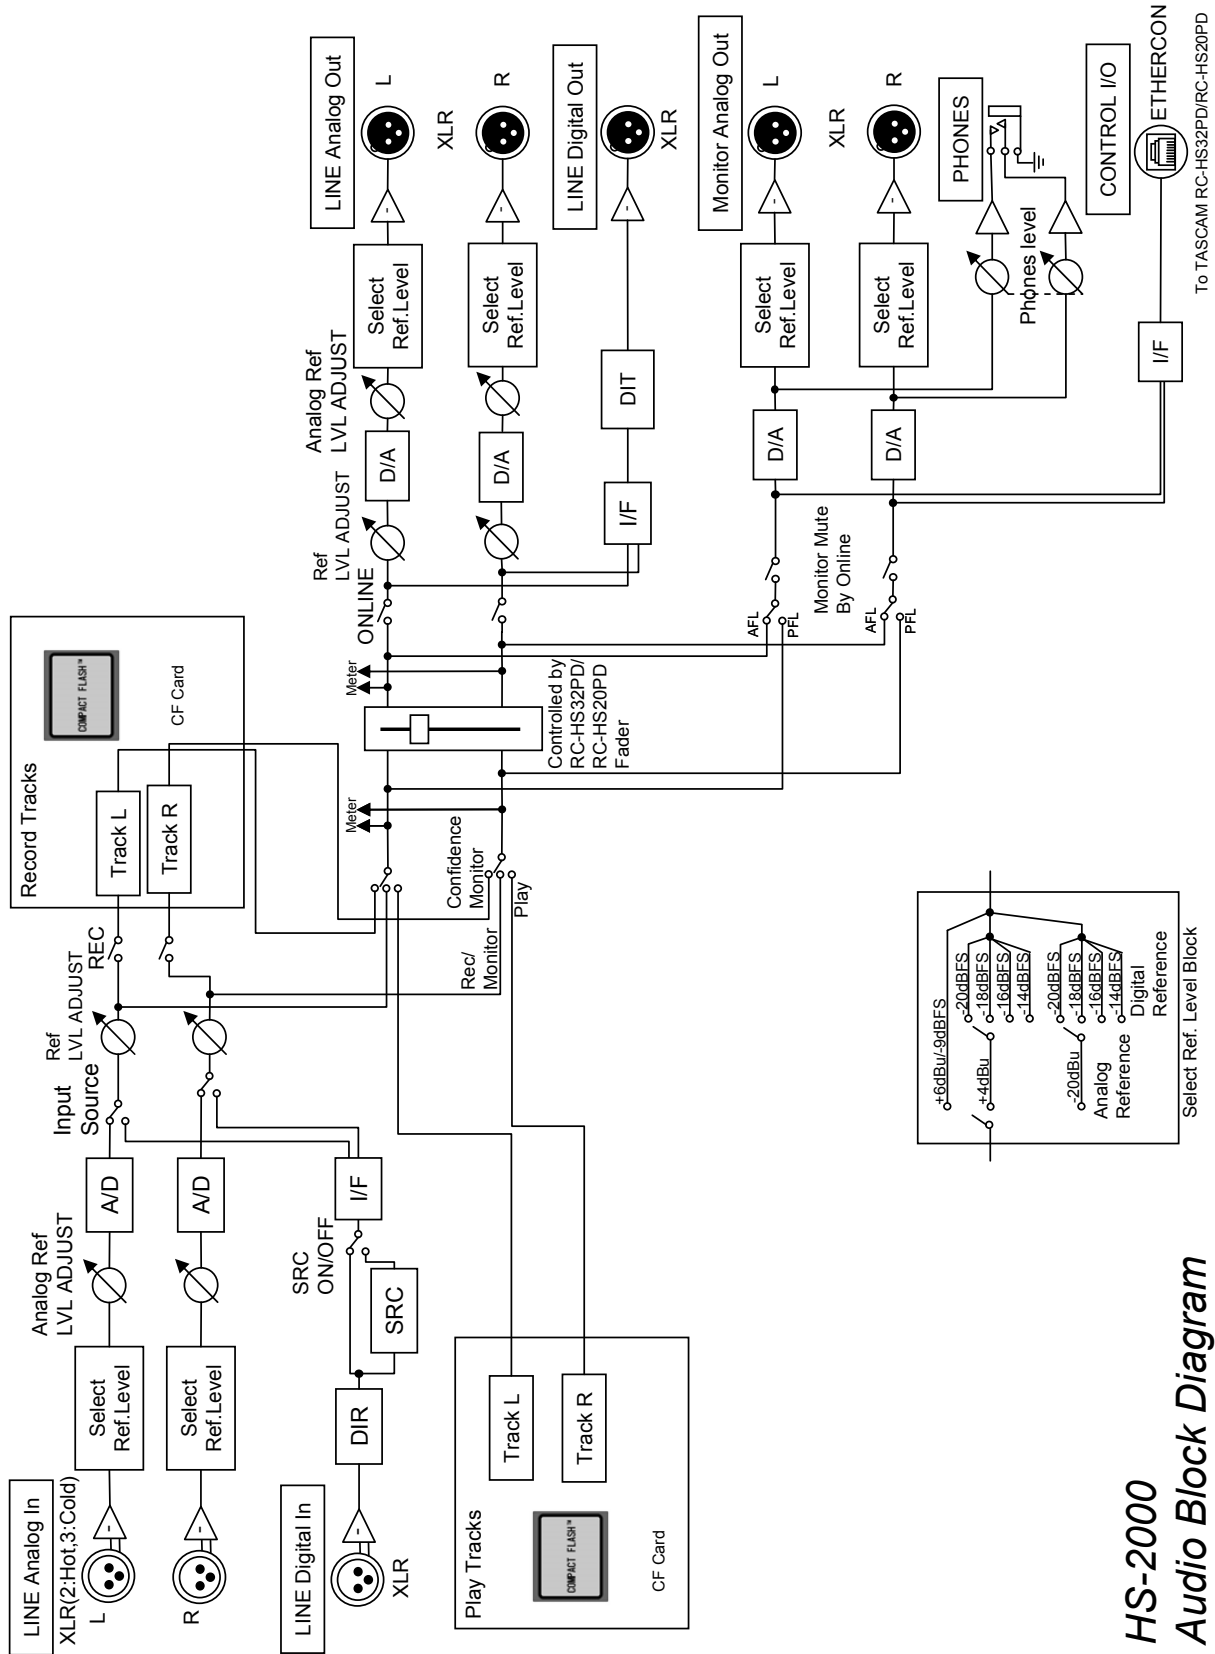 LINE Analog In
XLR(2:Hot,3:Cold)
L
R
Select
Ref.Level
Select
Ref.Level
Analog Ref
LVL ADJUST
A/D
A/D
Input
Source
Ref
LVL ADJUST
REC
Record Tracks
Track L
Track R
COMPACT FLASH™
CF Card
LINE Digital In
XLR
DIR
SRC
SRC
ON/OFF
I/F
Play Tracks
COMPACT FLASH™
CF Card
Track L
Track R
Rec/
Monitor
Confidence
Monitor
Play
Meter
Controlled by
RC-HS32PD/
RC-HS20PD
Fader
Meter
ONLINE
Ref
LVL ADJUST
D/A
D/A
Analog Ref
LVL ADJUST
Select
Ref.Level
Select
Ref.Level
LINE Analog Out
L
XLR
R
I/F
DIT
LINE Digital Out
XLR
AFL
PFL
AFL
PFL
Monitor Mute
By Online
D/A
D/A
Select
Ref.Level
Select
Ref.Level
Monitor Analog Out
L
XLR
R
Phones level
PHONES
I/F
CONTROL I/O
ETHERCON
To TASCAM RC-HS32PD/RC-HS20PD
+6dBu/-9dBFS
+4dBu
-20dBFS
-18dBFS
-16dBFS
-14dBFS
-20dBu
-20dBFS
-18dBFS
-16dBFS
-14dBFS
Analog
Reference
Digital
Reference
Select Ref. Level Block
HS-2000
Audio Block Diagram